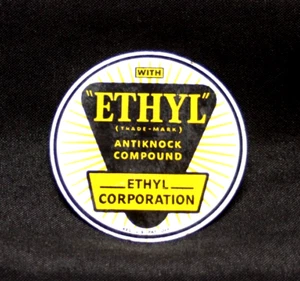 WITH
"ETHYL"
(TRADE-MARK)
ANTIKNOCK
COMPOUND
ETHYL
CORPORATION